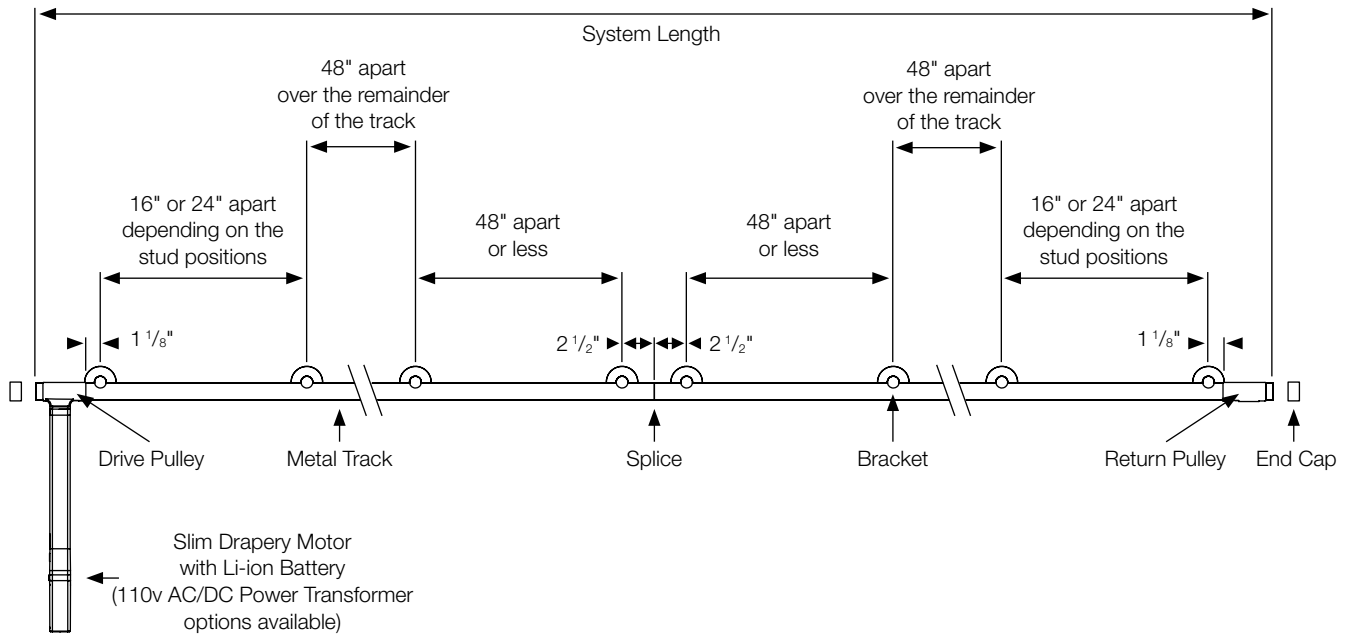 System Length
48" apart
over the remainder
of the track
48" apart
over the remainder
of the track
16" or 24" apart
depending on the
stud positions
48" apart
or less
48" apart
or less
16" or 24" apart
depending on the
stud positions
1 1/8"
2 1/2"
2 1/2"
1 1/8"
Drive Pulley
Metal Track
Splice
Bracket
Return Pulley
End Cap
Slim Drapery Motor
with Li-ion Battery
(110v AC/DC Power Transformer
options available)